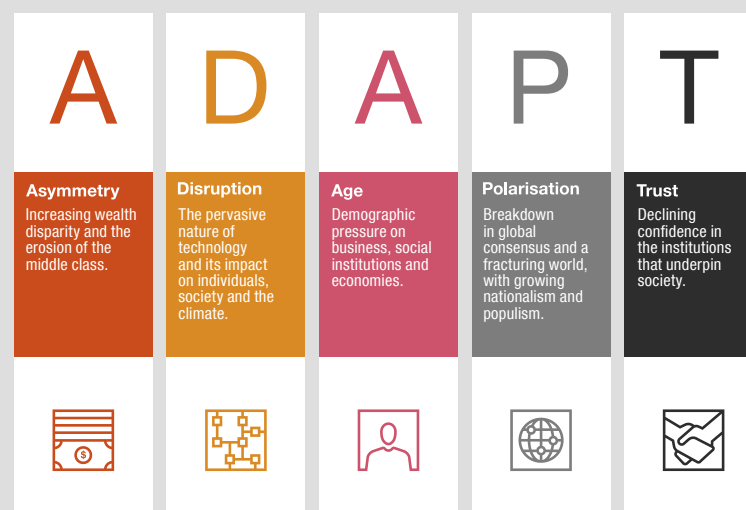 A
D
A
P
T
Asymmetry
Increasing wealth
disparity and the
erosion of the
middle class.
Disruption
The pervasive
nature of
technology
and its impact
on individuals,
society and the
climate.
Age
Demographic
pressure on
business, social
institutions and
economies.
Polarisation
Breakdown
in global
consensus and a
fracturing world,
with growing
nationalism and
populism.
Trust
Declining
confidence in
the institutions
that underpin
society.
$